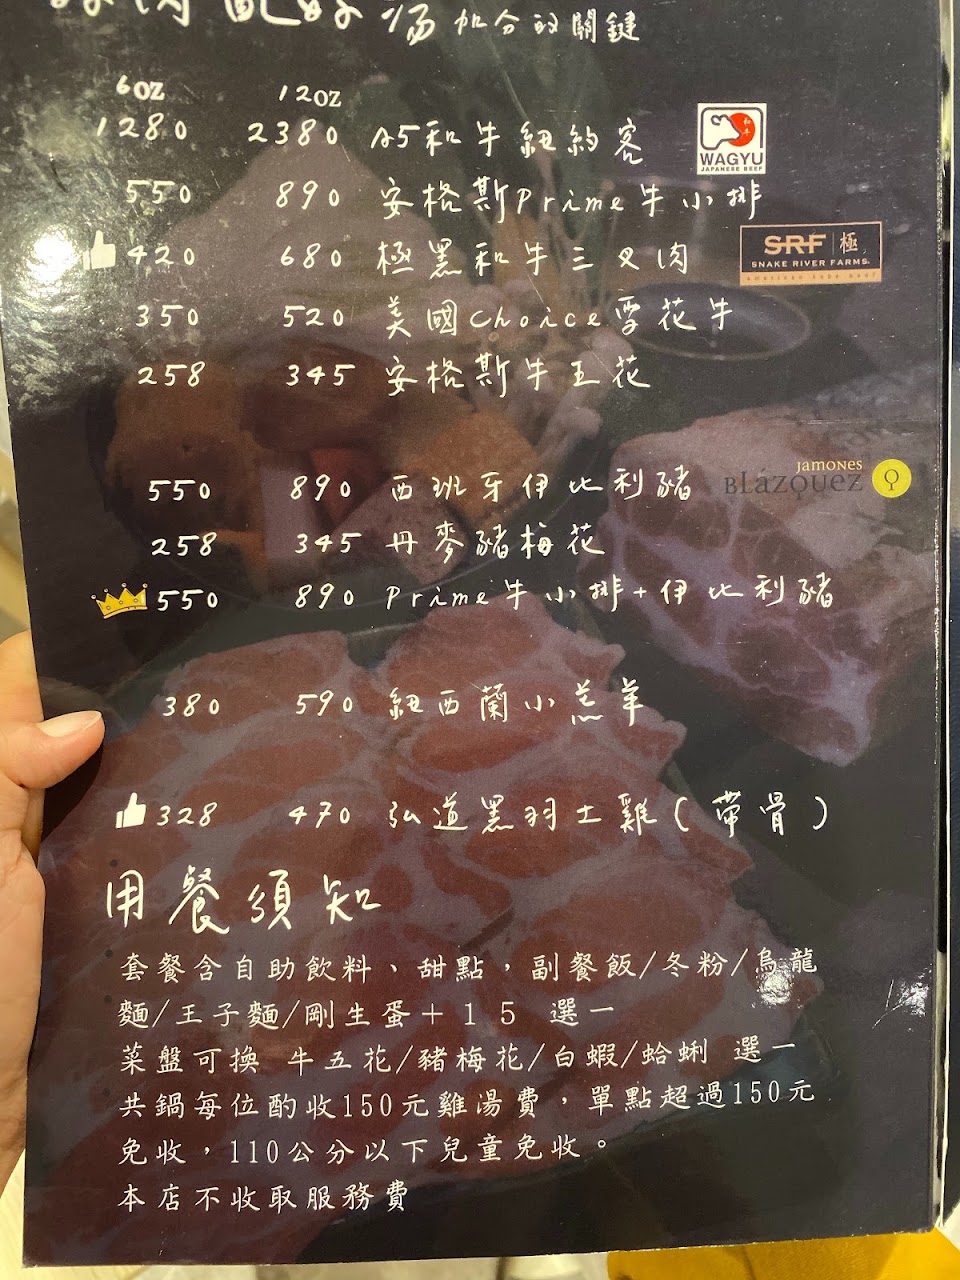 好肉配好湯 加分的關鍵
6oz 12oz
1280 2380 A5和牛紐約客
WAGYU
JAPANESE BEEF
550 890 安格斯Prime牛小排
420 680 極黑和牛三叉肉
SRF 極
SNAKE RIVER FARMS
american kobe beef
350 520 美國Choice雪花牛
258 345 安格斯牛五花
550 890 西班牙伊比利豬
JAMONES
BLázquez
258 345 丹麥豬梅花
550 890 Prime牛小排+伊比利豬
380 590 紐西蘭小羔羊
328 470 弘道黑羽土雞(帶骨)
用餐須知
套餐含自助飲料、甜點，副餐飯/冬粉/烏龍
麵/王子麵/剛生蛋+15 選一
菜盤可換 牛五花/豬梅花/白蝦/蛤蜊 選一
共鍋每位酌收150元雞湯費，單點超過150元
免收，110公分以下兒童免收。
本店不收取服務費